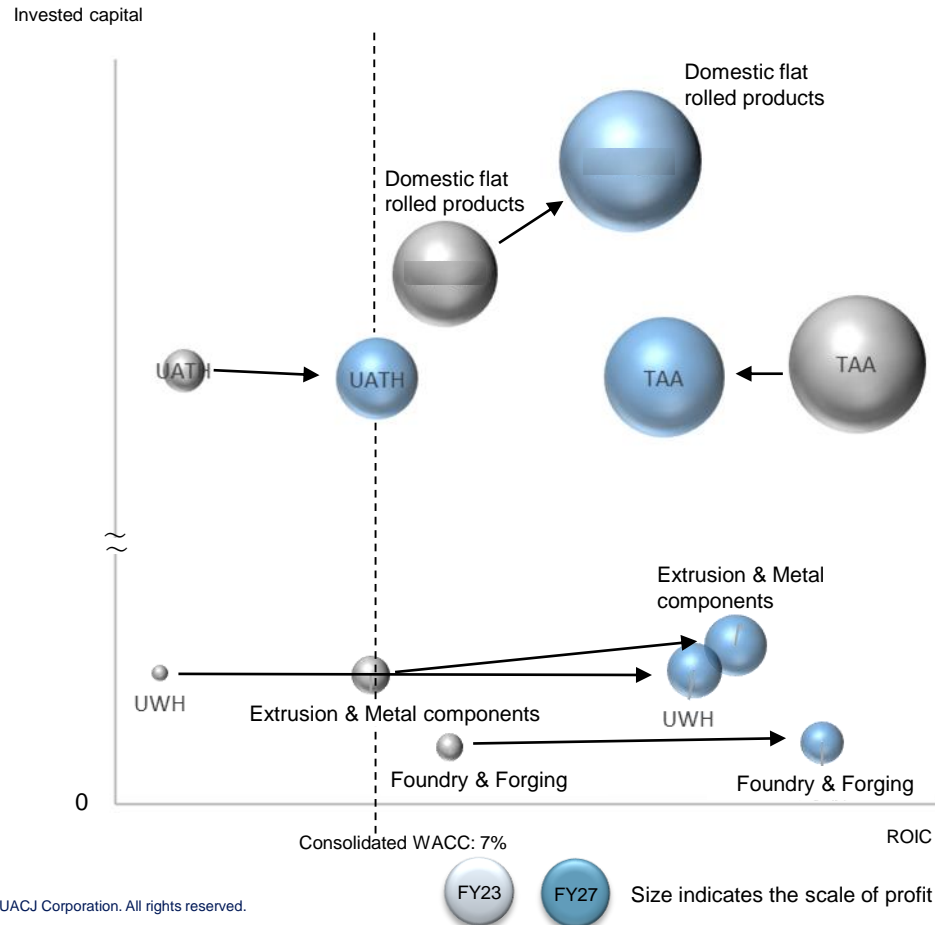 Invested capital
Domestic flat
rolled products
Domestic flat
rolled products
UATH
UATH
TAA
TAA
Extrusion & Metal
components
UWH
Extrusion & Metal components
UWH
Foundry & Forging
Foundry & Forging
0
Consolidated WACC: 7%
ROIC
FY23
FY27
Size indicates the scale of profit
UACJ Corporation. All rights reserved.